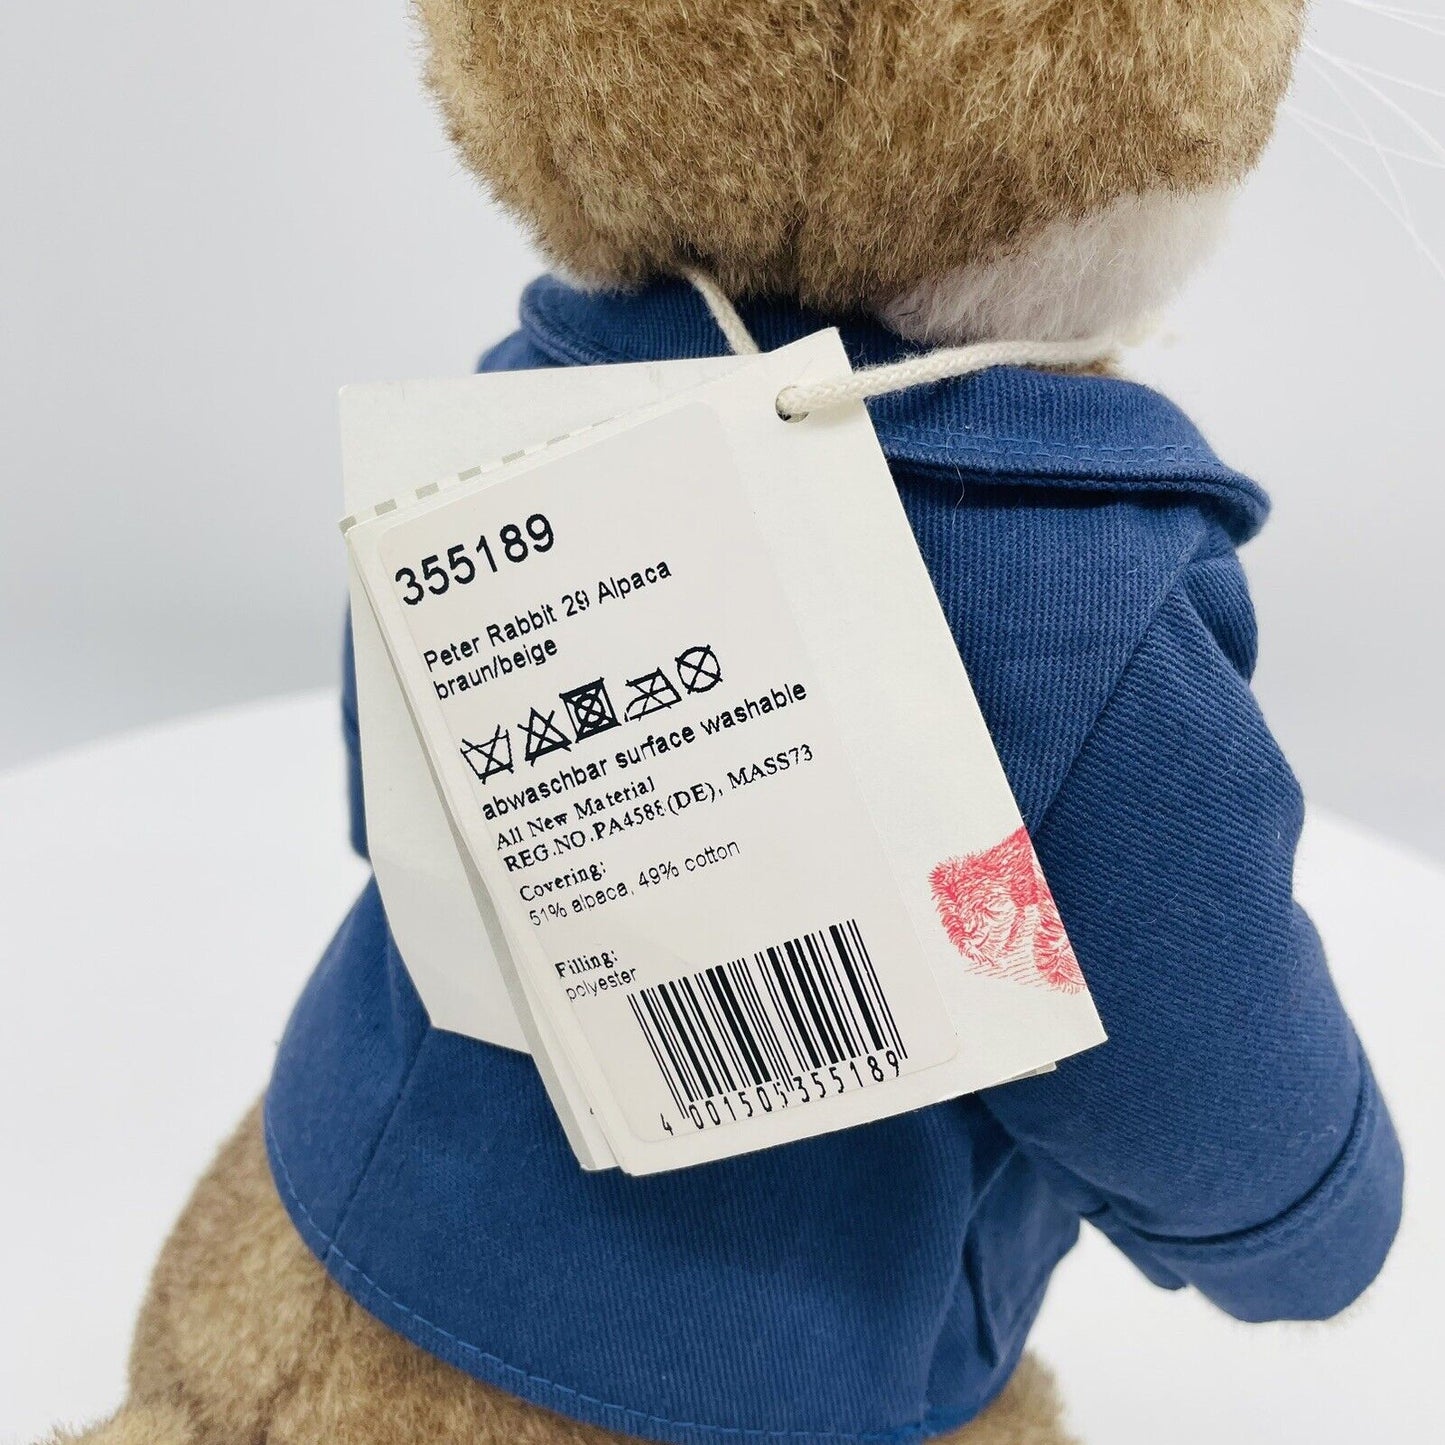 355189
Peter Rabbit 29 Alpaca
braun/beige
abwaschbar surface washable
All New Material
REG.NO.PA4588(DE), MASS73
Covering:
51% alpaca, 49% cotton
Filling:
polyester
4 001505 355189